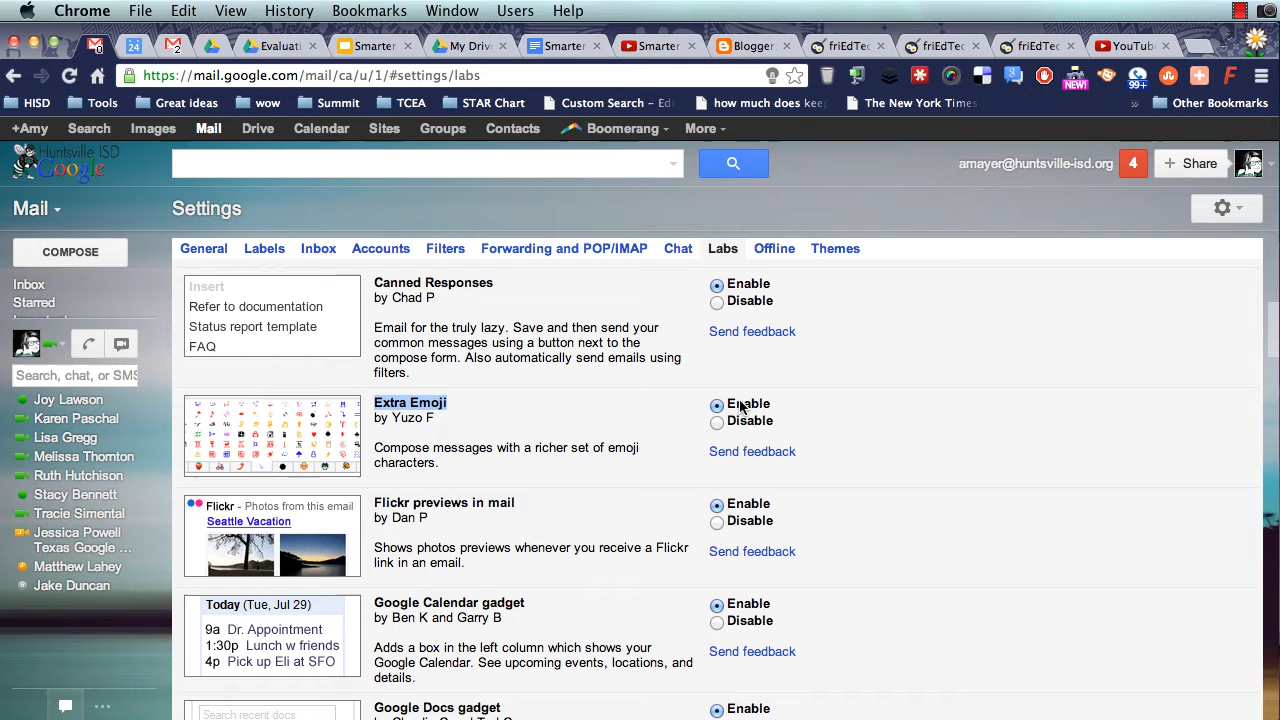 Chrome File Edit View History Bookmarks Window Users Help
Evaluati Smarter My Drive Smarter Smarter Blogger friEdTec friEdTec friEdTec YouTube
https://mail.google.com/mail/ca/u/1/#settings/labs
NEW! 99+
HISD Tools Great ideas wow Summit TCEA STAR Chart Custom Search – Edi how much does kee The New York Times » Other Bookmarks
+Amy Search Images Mail Drive Calendar Sites Groups Contacts Boomerang More
Huntsville ISD
Google
amayer@huntsville-isd.org 4 + Share
Mail Settings
COMPOSE
General Labels Inbox Accounts Filters Forwarding and POP/IMAP Chat Labs Offline Themes
Inbox
Starred
Search, chat, or SMS
Joy Lawson
Karen Paschal
Lisa Gregg
Melissa Thornton
Ruth Hutchison
Stacy Bennett
Tracie Simental
Jessica Powell
Texas Google ...
Matthew Lahey
Jake Duncan
Insert
Refer to documentation
Status report template
FAQ
Canned Responses
by Chad P
Email for the truly lazy. Save and then send your
common messages using a button next to the
compose form. Also automatically send emails using
filters.
Enable
Disable
Send feedback
Extra Emoji
by Yuzo F
Compose messages with a richer set of emoji
characters.
Enable
Disable
Send feedback
Flickr - Photos from this email
Seattle Vacation
Flickr previews in mail
by Dan P
Shows photos previews whenever you receive a Flickr
link in an email.
Enable
Disable
Send feedback
Today (Tue, Jul 29)
9a Dr. Appointment
1:30p Lunch w friends
4p Pick up Eli at SFO
Google Calendar gadget
by Ben K and Garry B
Adds a box in the left column which shows your
Google Calendar. See upcoming events, locations, and
details.
Enable
Disable
Send feedback
Search recent docs
Google Docs gadget
Enable